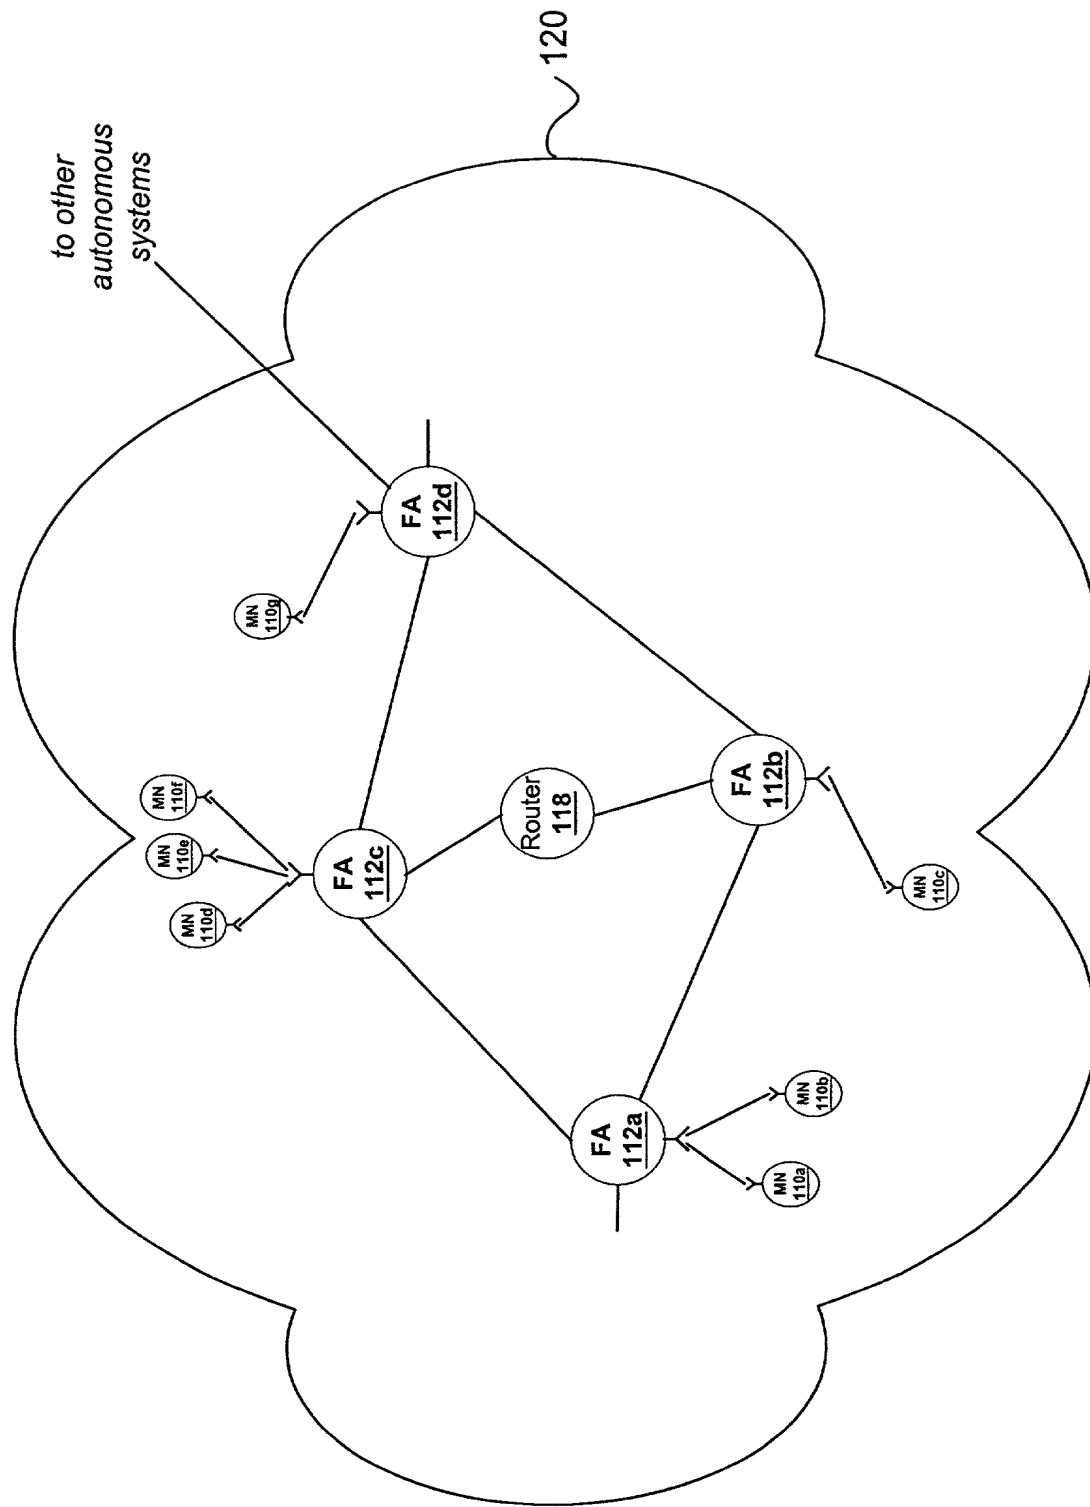 to other
autonomous
systems
120
MN
110g
FA
112d
MN
110f
MN
110e
MN
110d
FA
112c
Router
118
FA
112b
MN
110c
FA
112a
MN
110b
MN
110a